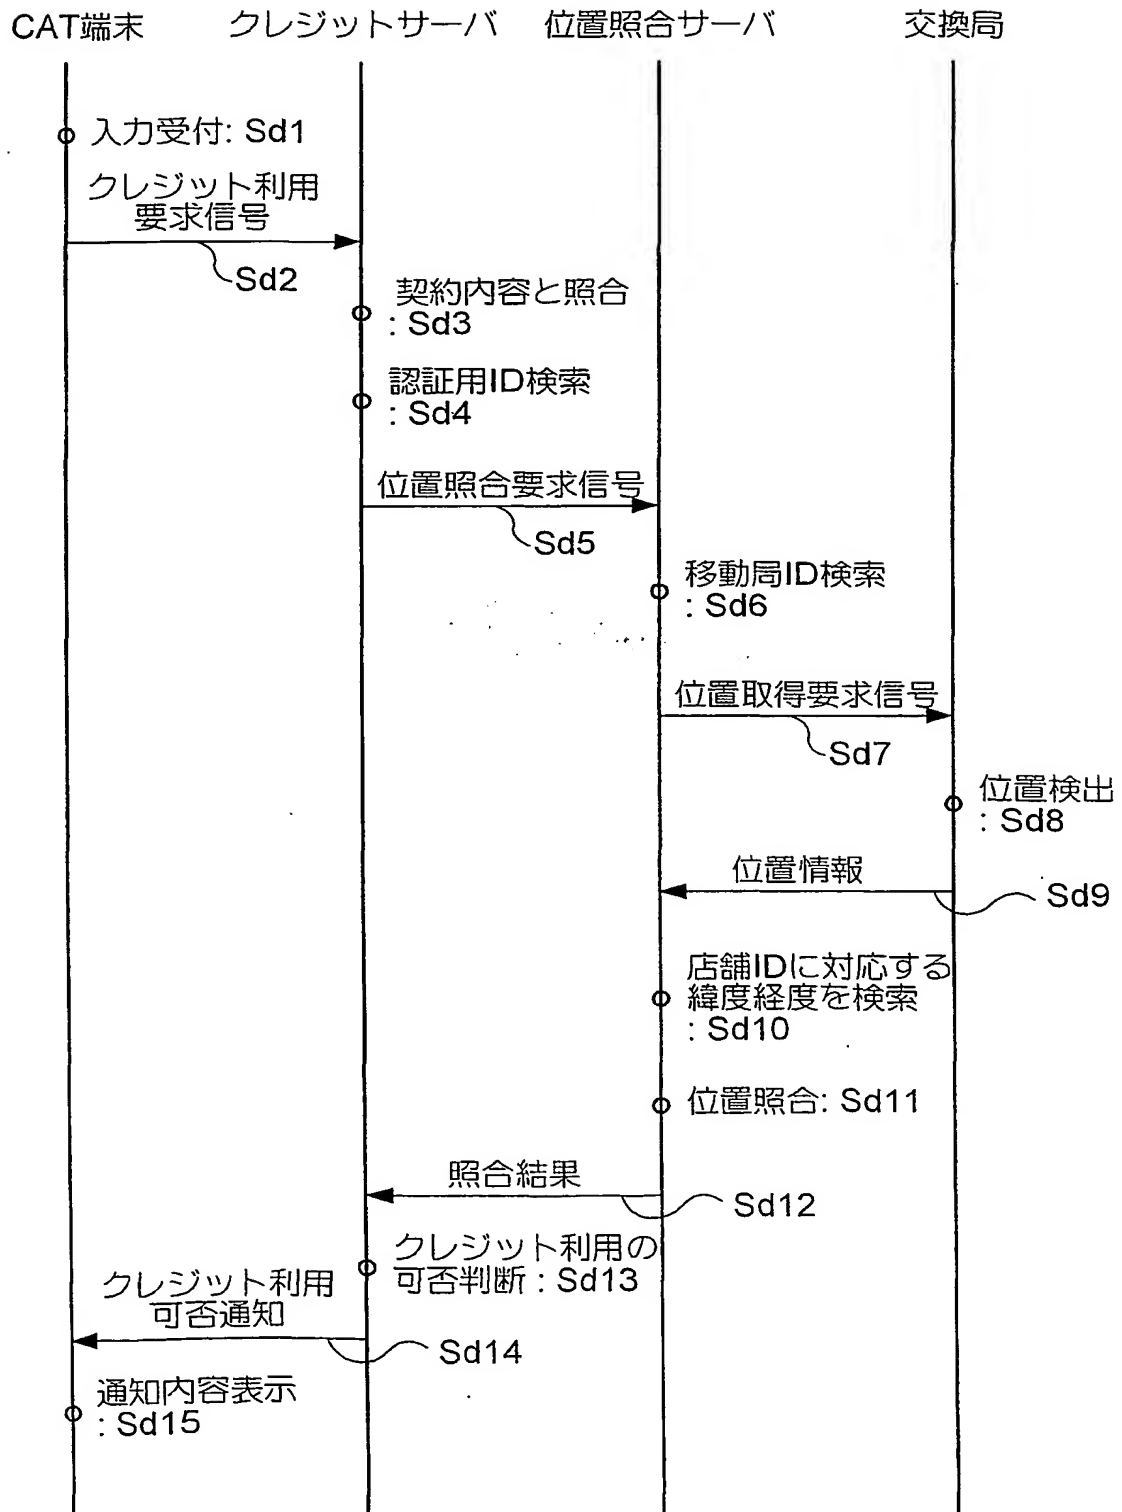 CAT端末
クレジットサーバ
位置照合サーバ
交換局
入力受付: Sd1
クレジット利用
要求信号
Sd2
契約内容と照合
: Sd3
認証用ID検索
: Sd4
位置照合要求信号
Sd5
移動局ID検索
: Sd6
位置取得要求信号
Sd7
位置検出
: Sd8
位置情報
Sd9
店舗IDに対応する
緯度経度を検索
: Sd10
位置照合: Sd11
照合結果
Sd12
クレジット利用の
可否判断: Sd13
クレジット利用
可否通知
Sd14
通知内容表示
: Sd15